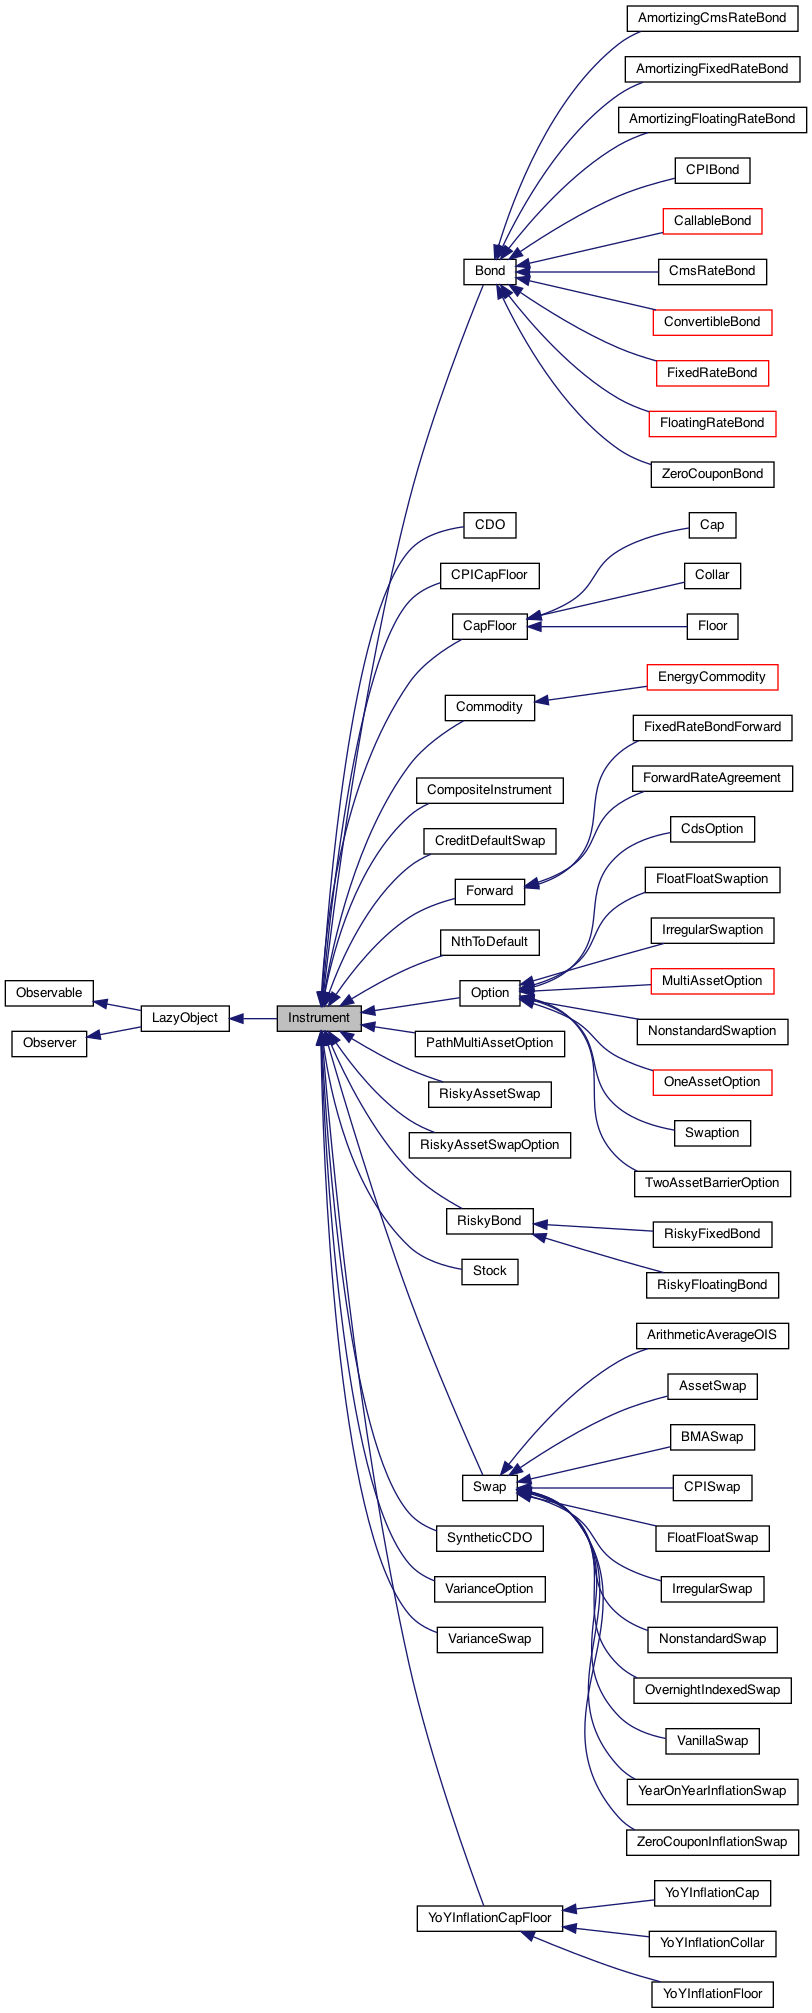 AmortizingCmsRateBond
AmortizingFixedRateBond
AmortizingFloatingRateBond
CPIBond
CallableBond
Bond
CmsRateBond
ConvertibleBond
FixedRateBond
FloatingRateBond
ZeroCouponBond
CDO
Cap
CPICapFloor
Collar
CapFloor
Floor
EnergyCommodity
Commodity
FixedRateBondForward
ForwardRateAgreement
CompositeInstrument
CdsOption
CreditDefaultSwap
FloatFloatSwaption
Forward
IrregularSwaption
NthToDefault
MultiAssetOption
Observable
Option
LazyObject
Instrument
NonstandardSwaption
Observer
PathMultiAssetOption
OneAssetOption
RiskyAssetSwap
Swaption
RiskyAssetSwapOption
TwoAssetBarrierOption
RiskyBond
RiskyFixedBond
Stock
RiskyFloatingBond
ArithmeticAverageOIS
AssetSwap
BMASwap
Swap
CPISwap
SyntheticCDO
FloatFloatSwap
VarianceOption
IrregularSwap
VarianceSwap
NonstandardSwap
OvernightIndexedSwap
VanillaSwap
YearOnYearInflationSwap
ZeroCouponInflationSwap
YoYInflationCap
YoYInflationCapFloor
YoYInflationCollar
YoYInflationFloor